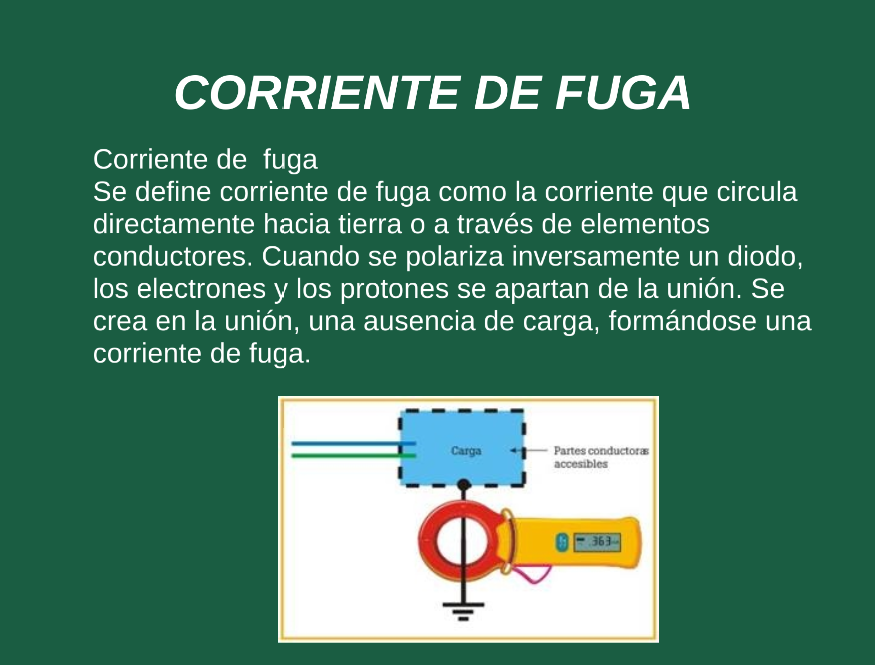 CORRIENTE DE FUGA
Corriente de  fuga
Se define corriente de fuga como la corriente que circula
directamente hacia tierra o a través de elementos
conductores. Cuando se polariza inversamente un diodo,
los electrones y los protones se apartan de la unión. Se
crea en la unión, una ausencia de carga, formándose una
corriente de fuga.
Carga
Partes conductoras
accesibles
.363